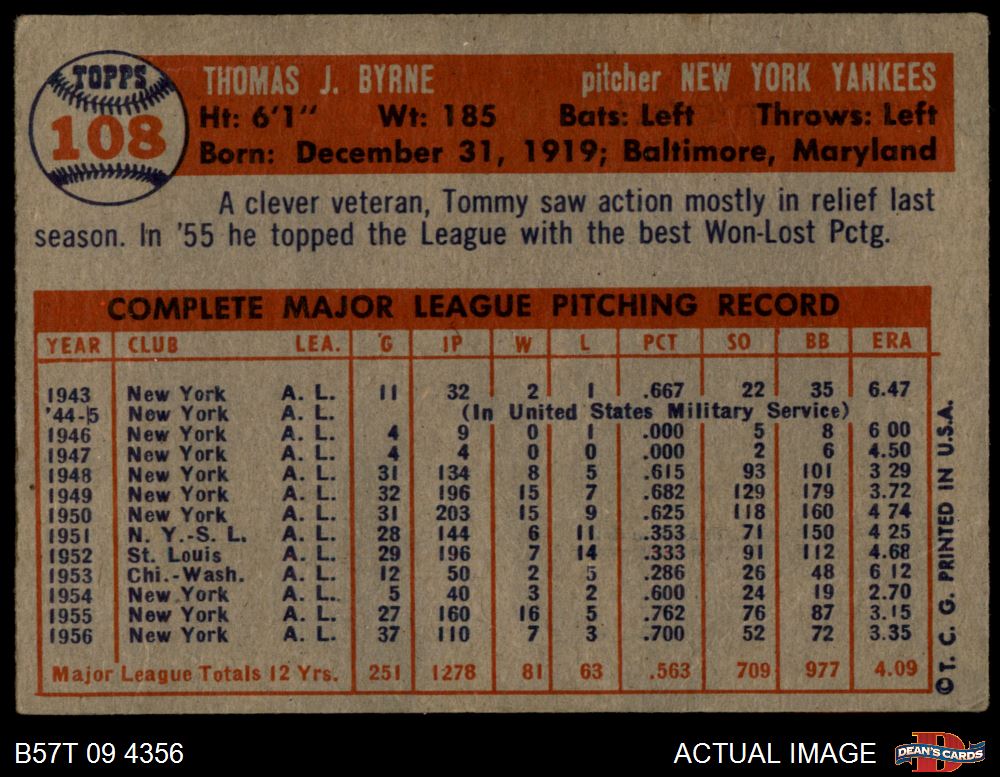 TOPPS
108
THOMAS J. BYRNE pitcher NEW YORK YANKEES
Ht: 6'1" Wt: 185 Bats: Left Throws: Left
Born: December 31, 1919; Baltimore, Maryland
A clever veteran, Tommy saw action mostly in relief last
season. In '55 he topped the League with the best Won-Lost Pctg.
COMPLETE MAJOR LEAGUE PITCHING RECORD
YEAR CLUB LEA. G IP W L PCT SO BB ERA
1943 New York A. L. 11 32 2 1 .667 22 35 6.47
'44-5 (In United States Military Service)
1946 New York A. L. 4 9 0 1 .000 5 8 6 00
1947 New York A. L. 4 4 0 0 .000 2 6 4.50
1948 New York A. L. 31 134 8 5 .615 93 101 3 29
1949 New York A. L. 32 196 15 7 .682 129 179 3.72
1950 New York A. L. 31 203 15 9 .625 118 160 4 74
1951 N. Y.-S. L. A. L. 28 144 6 11 .353 71 150 4 25
1952 St. Louis A. L. 29 196 7 14 .333 91 112 4.68
1953 Chi.-Wash. A. L. 12 50 2 5 .286 26 48 6 12
1954 New York A. L. 5 40 3 2 .600 24 19 2.70
1955 New York A. L. 27 160 16 5 .762 76 87 3.15
1956 New York A. L. 37 110 7 3 .700 52 72 3.35
Major League Totals 12 Yrs. 251 1278 81 63 .563 709 977 4.09
© T. C. G. PRINTED IN U.S.A.
B57T 09 4356 ACTUAL IMAGE
DEAN'S CARDS